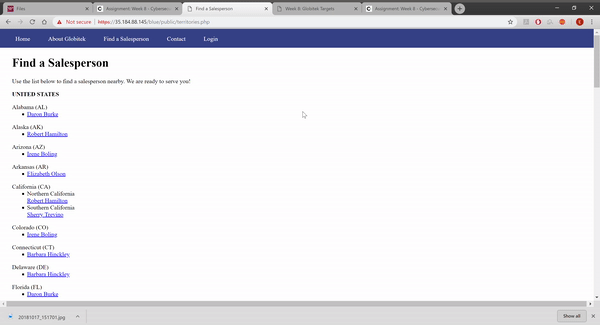 Files
Assignment: Week 8 - Cybersec
Find a Salesperson
Week 8: Globitek Targets
Assignment: Week 8 - Cybersec
Not secure
https://35.184.88.145/blue/public/territories.php
Home
About Globitek
Find a Salesperson
Contact
Login
Find a Salesperson
Use the list below to find a salesperson nearby. We are ready to serve you!
UNITED STATES
Alabama (AL)
Daron Burke
Alaska (AK)
Robert Hamilton
Arizona (AZ)
Irene Boling
Arkansas (AR)
Elizabeth Olson
California (CA)
Northern California
Robert Hamilton
Southern California
Sherry Trevino
Colorado (CO)
Irene Boling
Connecticut (CT)
Barbara Hinckley
Delaware (DE)
Barbara Hinckley
Florida (FL)
Daron Burke
20181017_151701.jpg
Show all